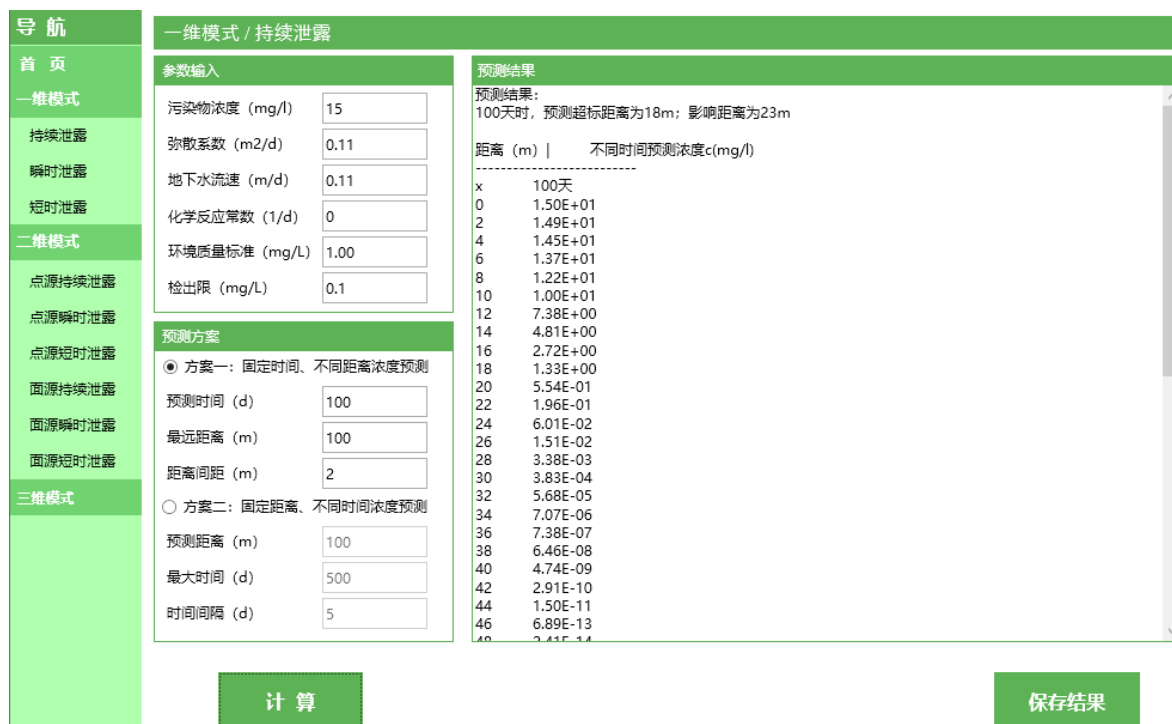 导 航
首 页
一维模式
持续泄露
瞬时泄露
短时泄露
二维模式
点源持续泄露
点源瞬时泄露
点源短时泄露
面源持续泄露
面源瞬时泄露
面源短时泄露
三维模式
一维模式 / 持续泄露
参数输入
污染物浓度（mg/l） 15
弥散系数（m2/d） 0.11
地下水流速（m/d） 0.11
化学反应常数（1/d） 0
环境质量标准（mg/L） 1.00
检出限（mg/L） 0.1
预测方案
方案一：固定时间、不同距离浓度预测
预测时间（d） 100
最远距离（m） 100
距离间距（m） 2
方案二：固定距离、不同时间浓度预测
预测距离（m） 100
最大时间（d） 500
时间间隔（d） 5
计 算
预测结果
预测结果：
100天时，预测超标距离为18m；影响距离为23m
距离（m）| 不同时间预测浓度c(mg/l)
--------------------------
x 100天
0 1.50E+01
2 1.49E+01
4 1.45E+01
6 1.37E+01
8 1.22E+01
10 1.00E+01
12 7.38E+00
14 4.81E+00
16 2.72E+00
18 1.33E+00
20 5.54E-01
22 1.96E-01
24 6.01E-02
26 1.51E-02
28 3.38E-03
30 3.83E-04
32 5.68E-05
34 7.07E-06
36 7.38E-07
38 6.46E-08
40 4.74E-09
42 2.91E-10
44 1.50E-11
46 6.89E-13
48 2.41E-14
保存结果